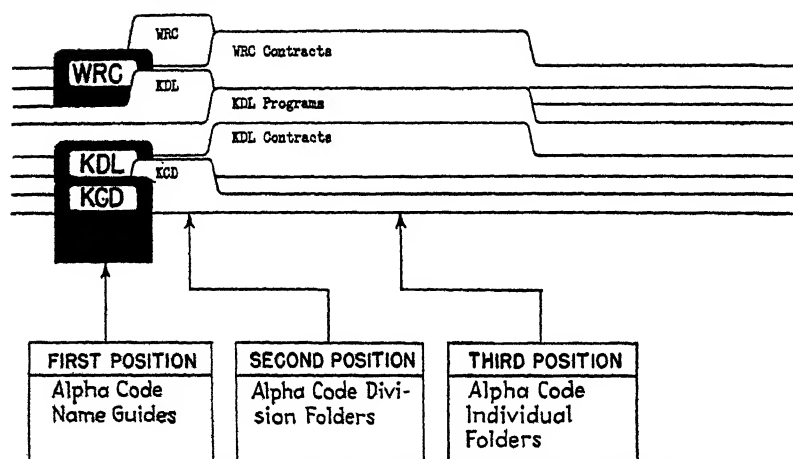 WRC
WRC
WRC Contracts
KDL
KDL Programs
KDL
KDL Contracts
KGD
KGD
FIRST POSITION
Alpha Code
Name Guides
SECOND POSITION
Alpha Code Divi-
sion Folders
THIRD POSITION
Alpha Code
Individual
Folders